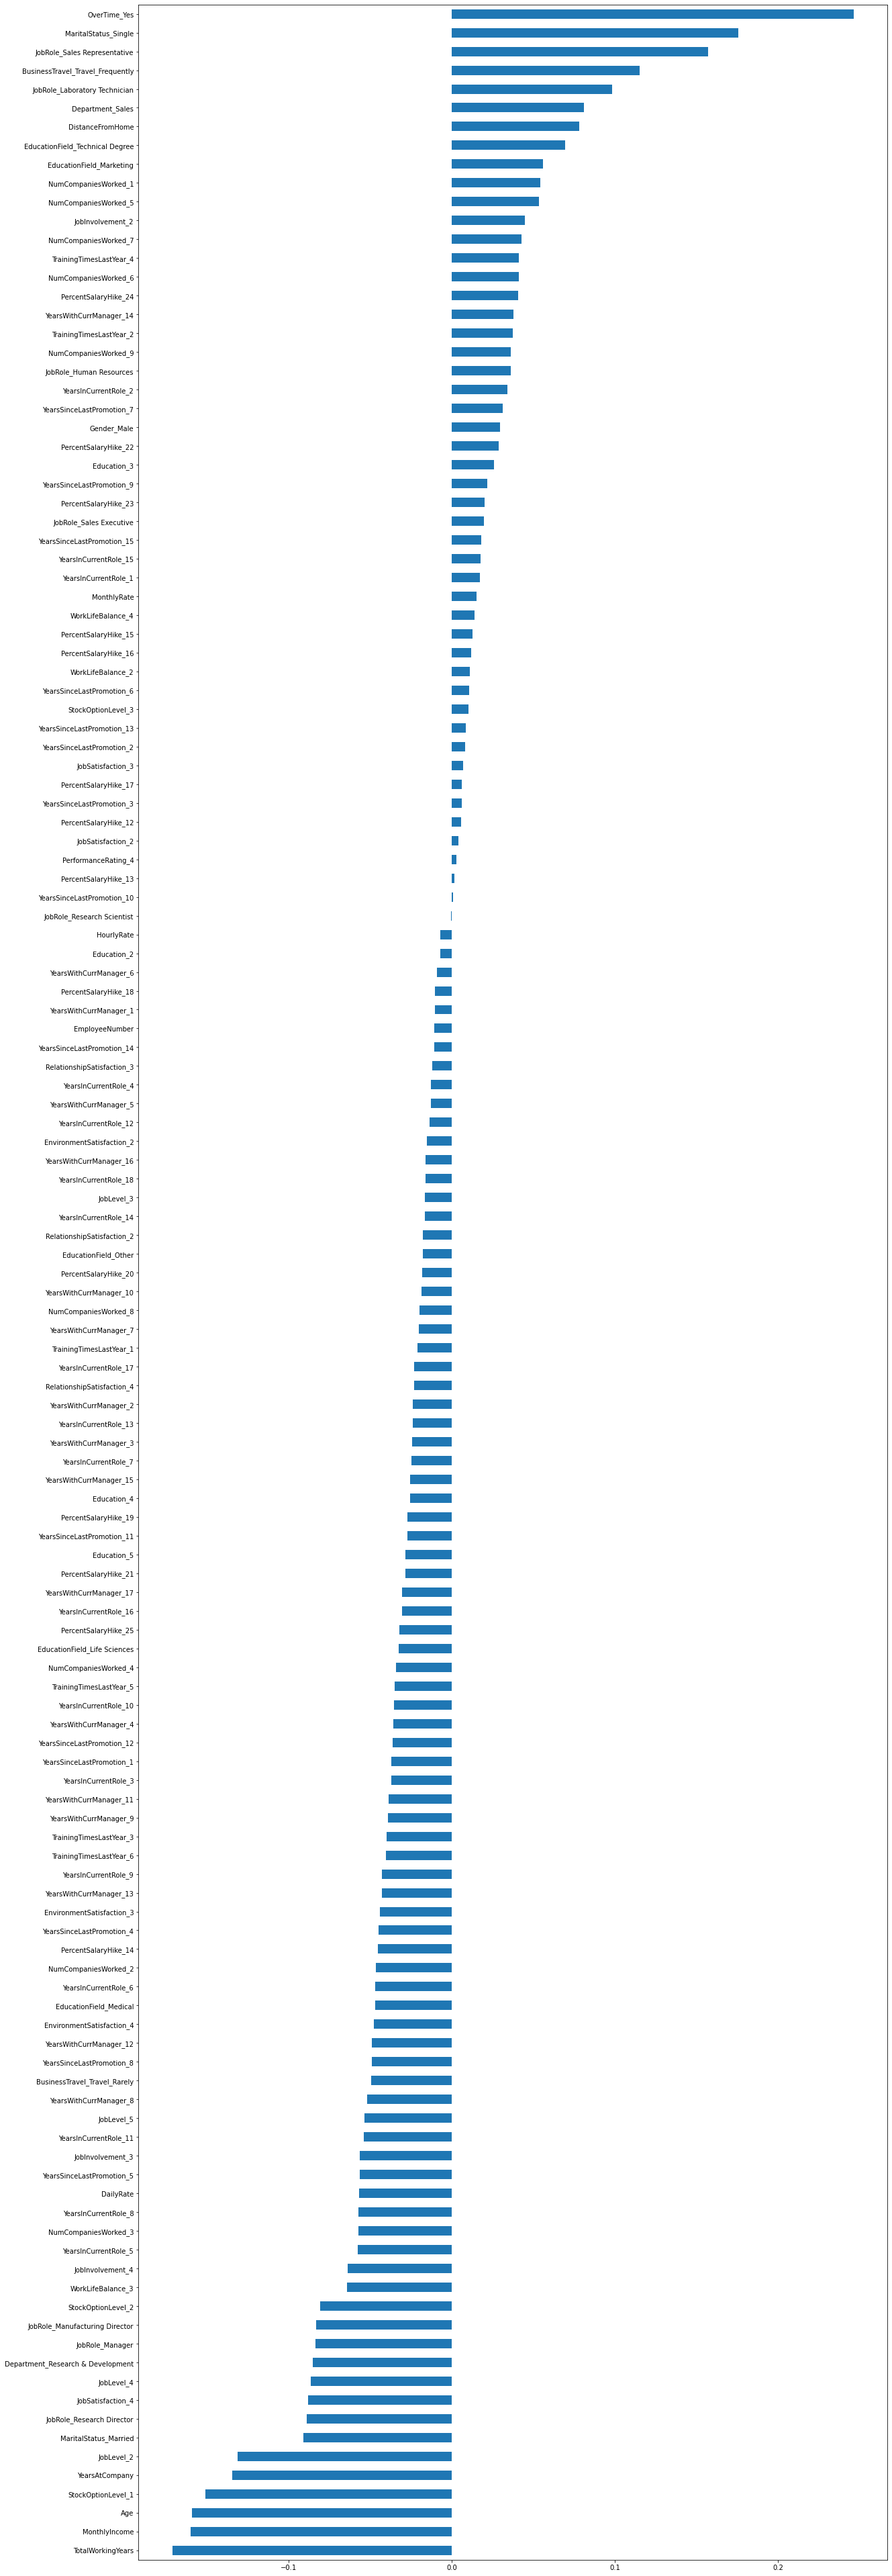 OverTime_Yes
MaritalStatus_Single
JobRole_Sales Representative
BusinessTravel_Travel_Frequently
JobRole_Laboratory Technician
Department_Sales
DistanceFromHome
EducationField_Technical Degree
EducationField_Marketing
NumCompaniesWorked_1
NumCompaniesWorked_5
JobInvolvement_2
NumCompaniesWorked_7
TrainingTimesLastYear_4
NumCompaniesWorked_6
PercentSalaryHike_24
YearsWithCurrManager_14
TrainingTimesLastYear_2
NumCompaniesWorked_9
JobRole_Human Resources
YearsInCurrentRole_2
YearsSinceLastPromotion_7
Gender_Male
PercentSalaryHike_22
Education_3
YearsSinceLastPromotion_9
PercentSalaryHike_23
JobRole_Sales Executive
YearsSinceLastPromotion_15
YearsInCurrentRole_15
YearsInCurrentRole_1
MonthlyRate
WorkLifeBalance_4
PercentSalaryHike_15
PercentSalaryHike_16
WorkLifeBalance_2
YearsSinceLastPromotion_6
StockOptionLevel_3
YearsSinceLastPromotion_13
YearsSinceLastPromotion_2
JobSatisfaction_3
PercentSalaryHike_17
YearsSinceLastPromotion_3
PercentSalaryHike_12
JobSatisfaction_2
PerformanceRating_4
PercentSalaryHike_13
YearsSinceLastPromotion_10
JobRole_Research Scientist
HourlyRate
Education_2
YearsWithCurrManager_6
PercentSalaryHike_18
YearsWithCurrManager_1
EmployeeNumber
YearsSinceLastPromotion_14
RelationshipSatisfaction_3
YearsInCurrentRole_4
YearsWithCurrManager_5
YearsInCurrentRole_12
EnvironmentSatisfaction_2
YearsWithCurrManager_16
YearsInCurrentRole_18
JobLevel_3
YearsInCurrentRole_14
RelationshipSatisfaction_2
EducationField_Other
PercentSalaryHike_20
YearsWithCurrManager_10
NumCompaniesWorked_8
YearsWithCurrManager_7
TrainingTimesLastYear_1
YearsInCurrentRole_17
RelationshipSatisfaction_4
YearsWithCurrManager_2
YearsInCurrentRole_13
YearsWithCurrManager_3
YearsInCurrentRole_7
YearsWithCurrManager_15
Education_4
PercentSalaryHike_19
YearsSinceLastPromotion_11
Education_5
PercentSalaryHike_21
YearsWithCurrManager_17
YearsInCurrentRole_16
PercentSalaryHike_25
EducationField_Life Sciences
NumCompaniesWorked_4
TrainingTimesLastYear_5
YearsInCurrentRole_10
YearsWithCurrManager_4
YearsSinceLastPromotion_12
YearsSinceLastPromotion_1
YearsInCurrentRole_3
YearsWithCurrManager_11
YearsWithCurrManager_9
TrainingTimesLastYear_3
TrainingTimesLastYear_6
YearsInCurrentRole_9
YearsWithCurrManager_13
EnvironmentSatisfaction_3
YearsSinceLastPromotion_4
PercentSalaryHike_14
NumCompaniesWorked_2
YearsInCurrentRole_6
EducationField_Medical
EnvironmentSatisfaction_4
YearsWithCurrManager_12
YearsSinceLastPromotion_8
BusinessTravel_Travel_Rarely
YearsWithCurrManager_8
JobLevel_5
YearsInCurrentRole_11
JobInvolvement_3
YearsSinceLastPromotion_5
DailyRate
YearsInCurrentRole_8
NumCompaniesWorked_3
YearsInCurrentRole_5
JobInvolvement_4
WorkLifeBalance_3
StockOptionLevel_2
JobRole_Manufacturing Director
JobRole_Manager
Department_Research & Development
JobLevel_4
JobSatisfaction_4
JobRole_Research Director
MaritalStatus_Married
JobLevel_2
YearsAtCompany
StockOptionLevel_1
Age
MonthlyIncome
TotalWorkingYears
−0.1 0.0 0.1 0.2